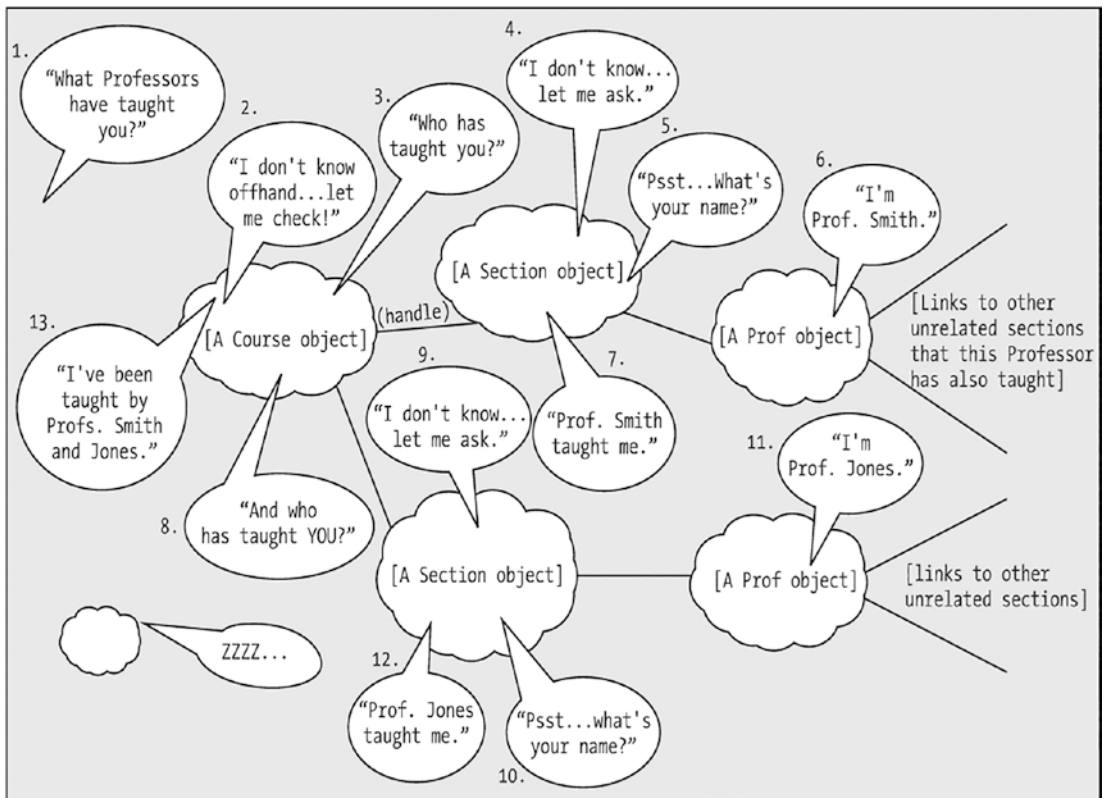 1.
“What Professors
have taught
you?”
2.
“I don't know
offhand...let
me check!”
3.
“Who has
taught you?”
4.
“I don't know...
let me ask.”
5.
“Psst...What's
your name?”
6.
“I'm
Prof. Smith.”
[A Section object]
[A Course object]
(handle)
[A Prof object]
[Links to other
unrelated sections
that this Professor
has also taught]
7.
“Prof. Smith
taught me.”
8.
“And who
has taught YOU?”
9.
“I don't know...
let me ask.”
[A Section object]
10.
“Psst...what's
your name?”
11.
“I'm
Prof. Jones.”
[A Prof object]
[links to other
unrelated sections]
12.
“Prof. Jones
taught me.”
13.
“I've been
taught by
Profs. Smith
and Jones.”
ZZZZ...